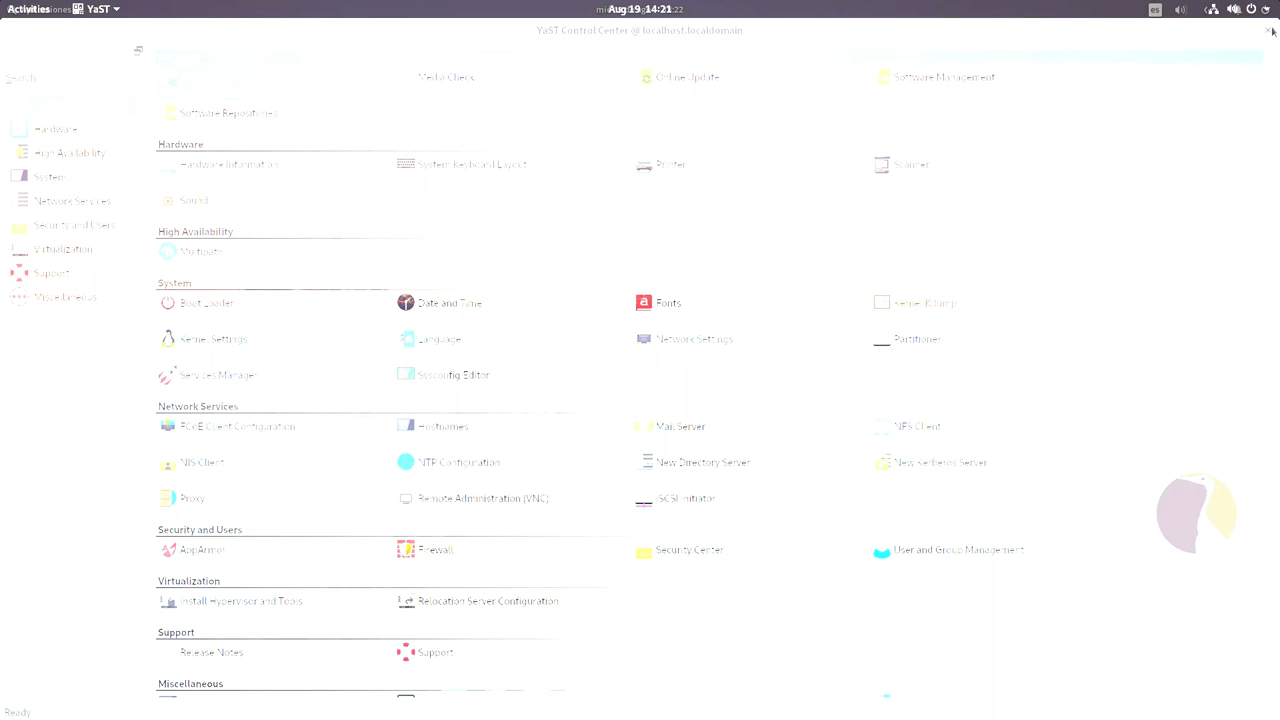 Activities YaST Aug 19 14:21 es
YaST Control Center @ localhost.localdomain
Search
Media Check Online Update Software Management
Software Repositories
Hardware
Hardware Information System Keyboard Layout Printer Scanner
Sound
High Availability
Multipath
System
Boot Loader Date and Time Fonts Kernel Kdump
Kernel Settings Language Network Settings Partitioner
Services Manager Sysconfig Editor
Network Services
FCoE Client Configuration Hostnames Mail Server NFS Client
NIS Client NTP Configuration New Directory Server New Kerberos Server
Proxy Remote Administration (VNC) iSCSI Initiator
Security and Users
AppArmor Firewall Security Center User and Group Management
Virtualization
Install Hypervisor and Tools Relocation Server Configuration
Support
Release Notes Support
Miscellaneous
Hardware
High Availability
System
Network Services
Security and Users
Virtualization
Support
Miscellaneous
Ready